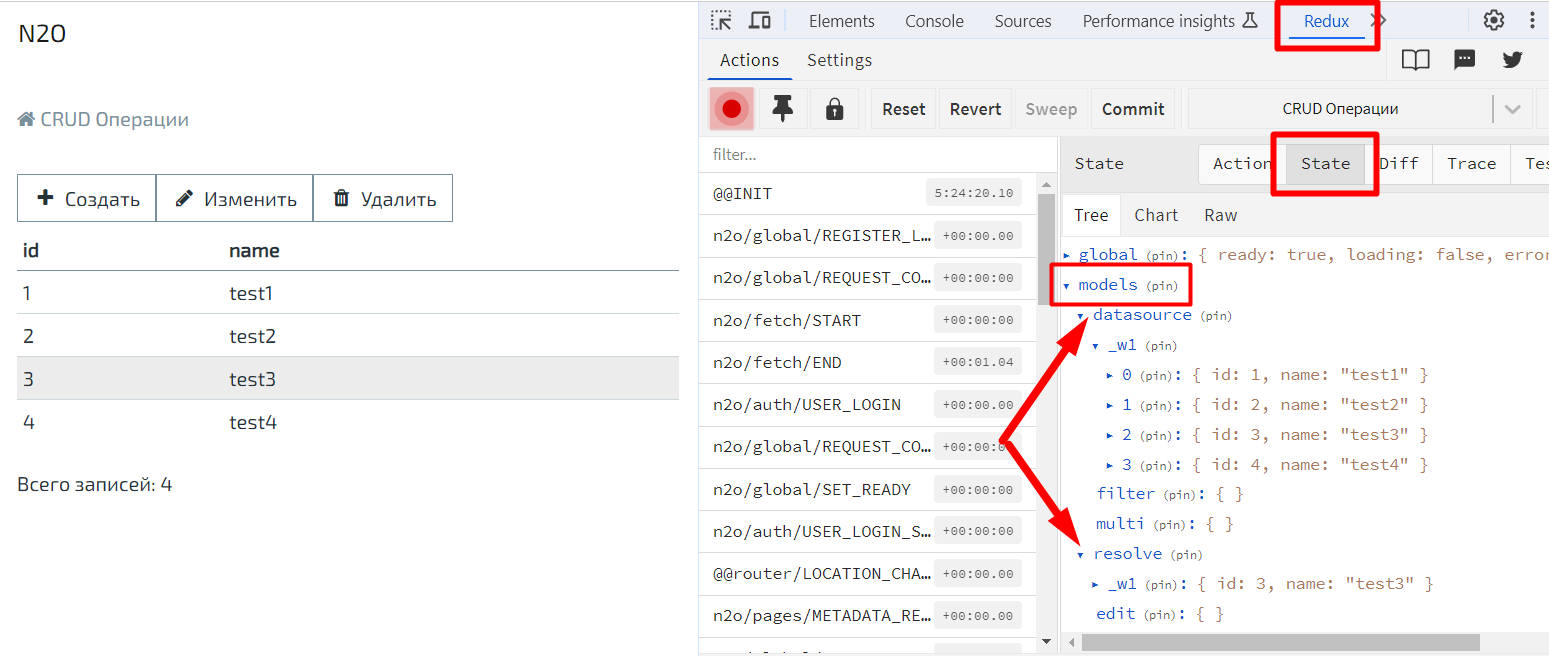 N2O
CRUD Операции
Создать Изменить Удалить
id name
1 test1
2 test2
3 test3
4 test4
Всего записей: 4
Elements Console Sources Performance insights Redux
Actions Settings
Reset Revert Sweep Commit CRUD Операции
filter...
@@INIT 5:24:20.10
n2o/global/REGISTER_L... +00:00.00
n2o/global/REQUEST_CO... +00:00:00
n2o/fetch/START +00:00:00
n2o/fetch/END +00:01.04
n2o/auth/USER_LOGIN +00:00.00
n2o/global/REQUEST_CO...
n2o/global/SET_READY +00:00:00
n2o/auth/USER_LOGIN_S... +00:00:00
@@router/LOCATION_CHA... +00:00.00
n2o/pages/METADATA_RE... +00:00:00
State Action State Diff Trace
Tree Chart Raw
global (pin): { ready: true, loading: false, error
models (pin)
datasource (pin)
_w1 (pin)
0 (pin): { id: 1, name: "test1" }
1 (pin): { id: 2, name: "test2" }
2 (pin): { id: 3, name: "test3" }
3 (pin): { id: 4, name: "test4" }
filter (pin): { }
multi (pin): { }
resolve (pin)
_w1 (pin): { id: 3, name: "test3" }
edit (pin): { }